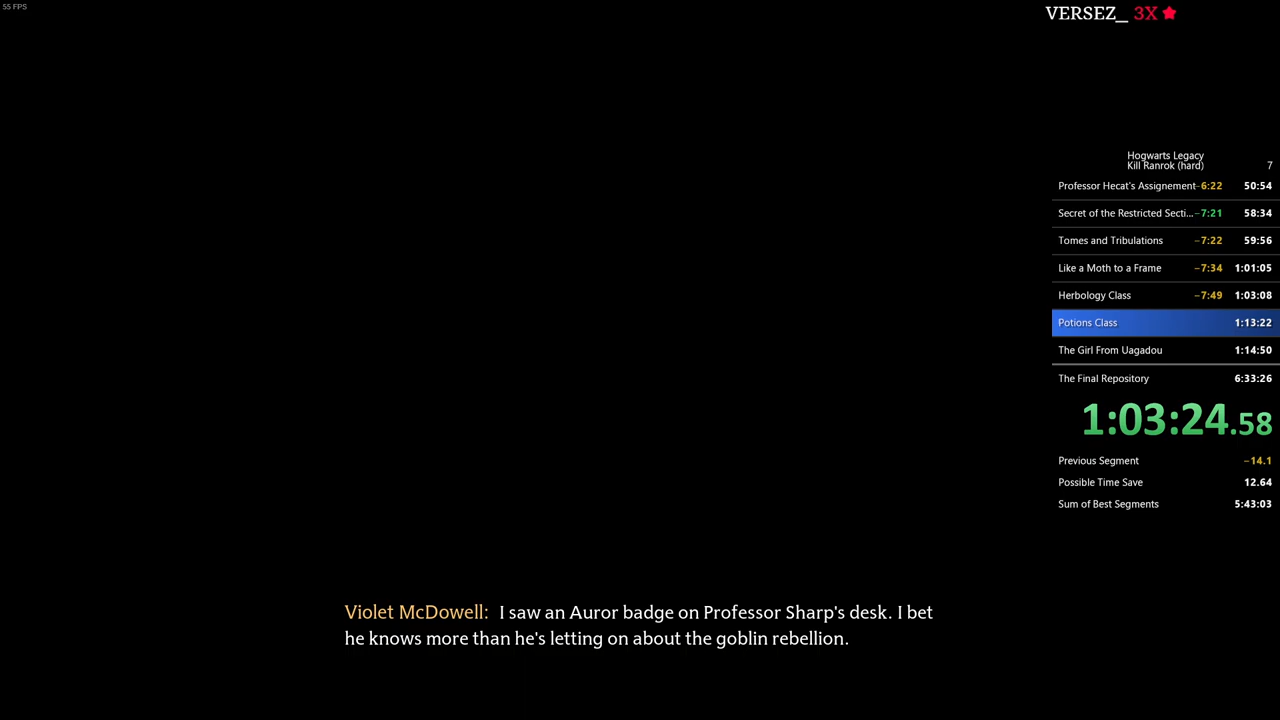 55 FPS
VERSEZ_ 3X
Hogwarts Legacy
Kill Ranrok (hard) 7
Professor Hecat's Assignement -6:22 50:54
Secret of the Restricted Secti... -7:21 58:34
Tomes and Tribulations -7:22 59:56
Like a Moth to a Frame -7:34 1:01:05
Herbology Class -7:49 1:03:08
Potions Class 1:13:22
The Girl From Uagadou 1:14:50
The Final Repository 6:33:26
1:03:24.58
Previous Segment -14.1
Possible Time Save 12.64
Sum of Best Segments 5:43:03
Violet McDowell: I saw an Auror badge on Professor Sharp's desk. I bet
he knows more than he's letting on about the goblin rebellion.